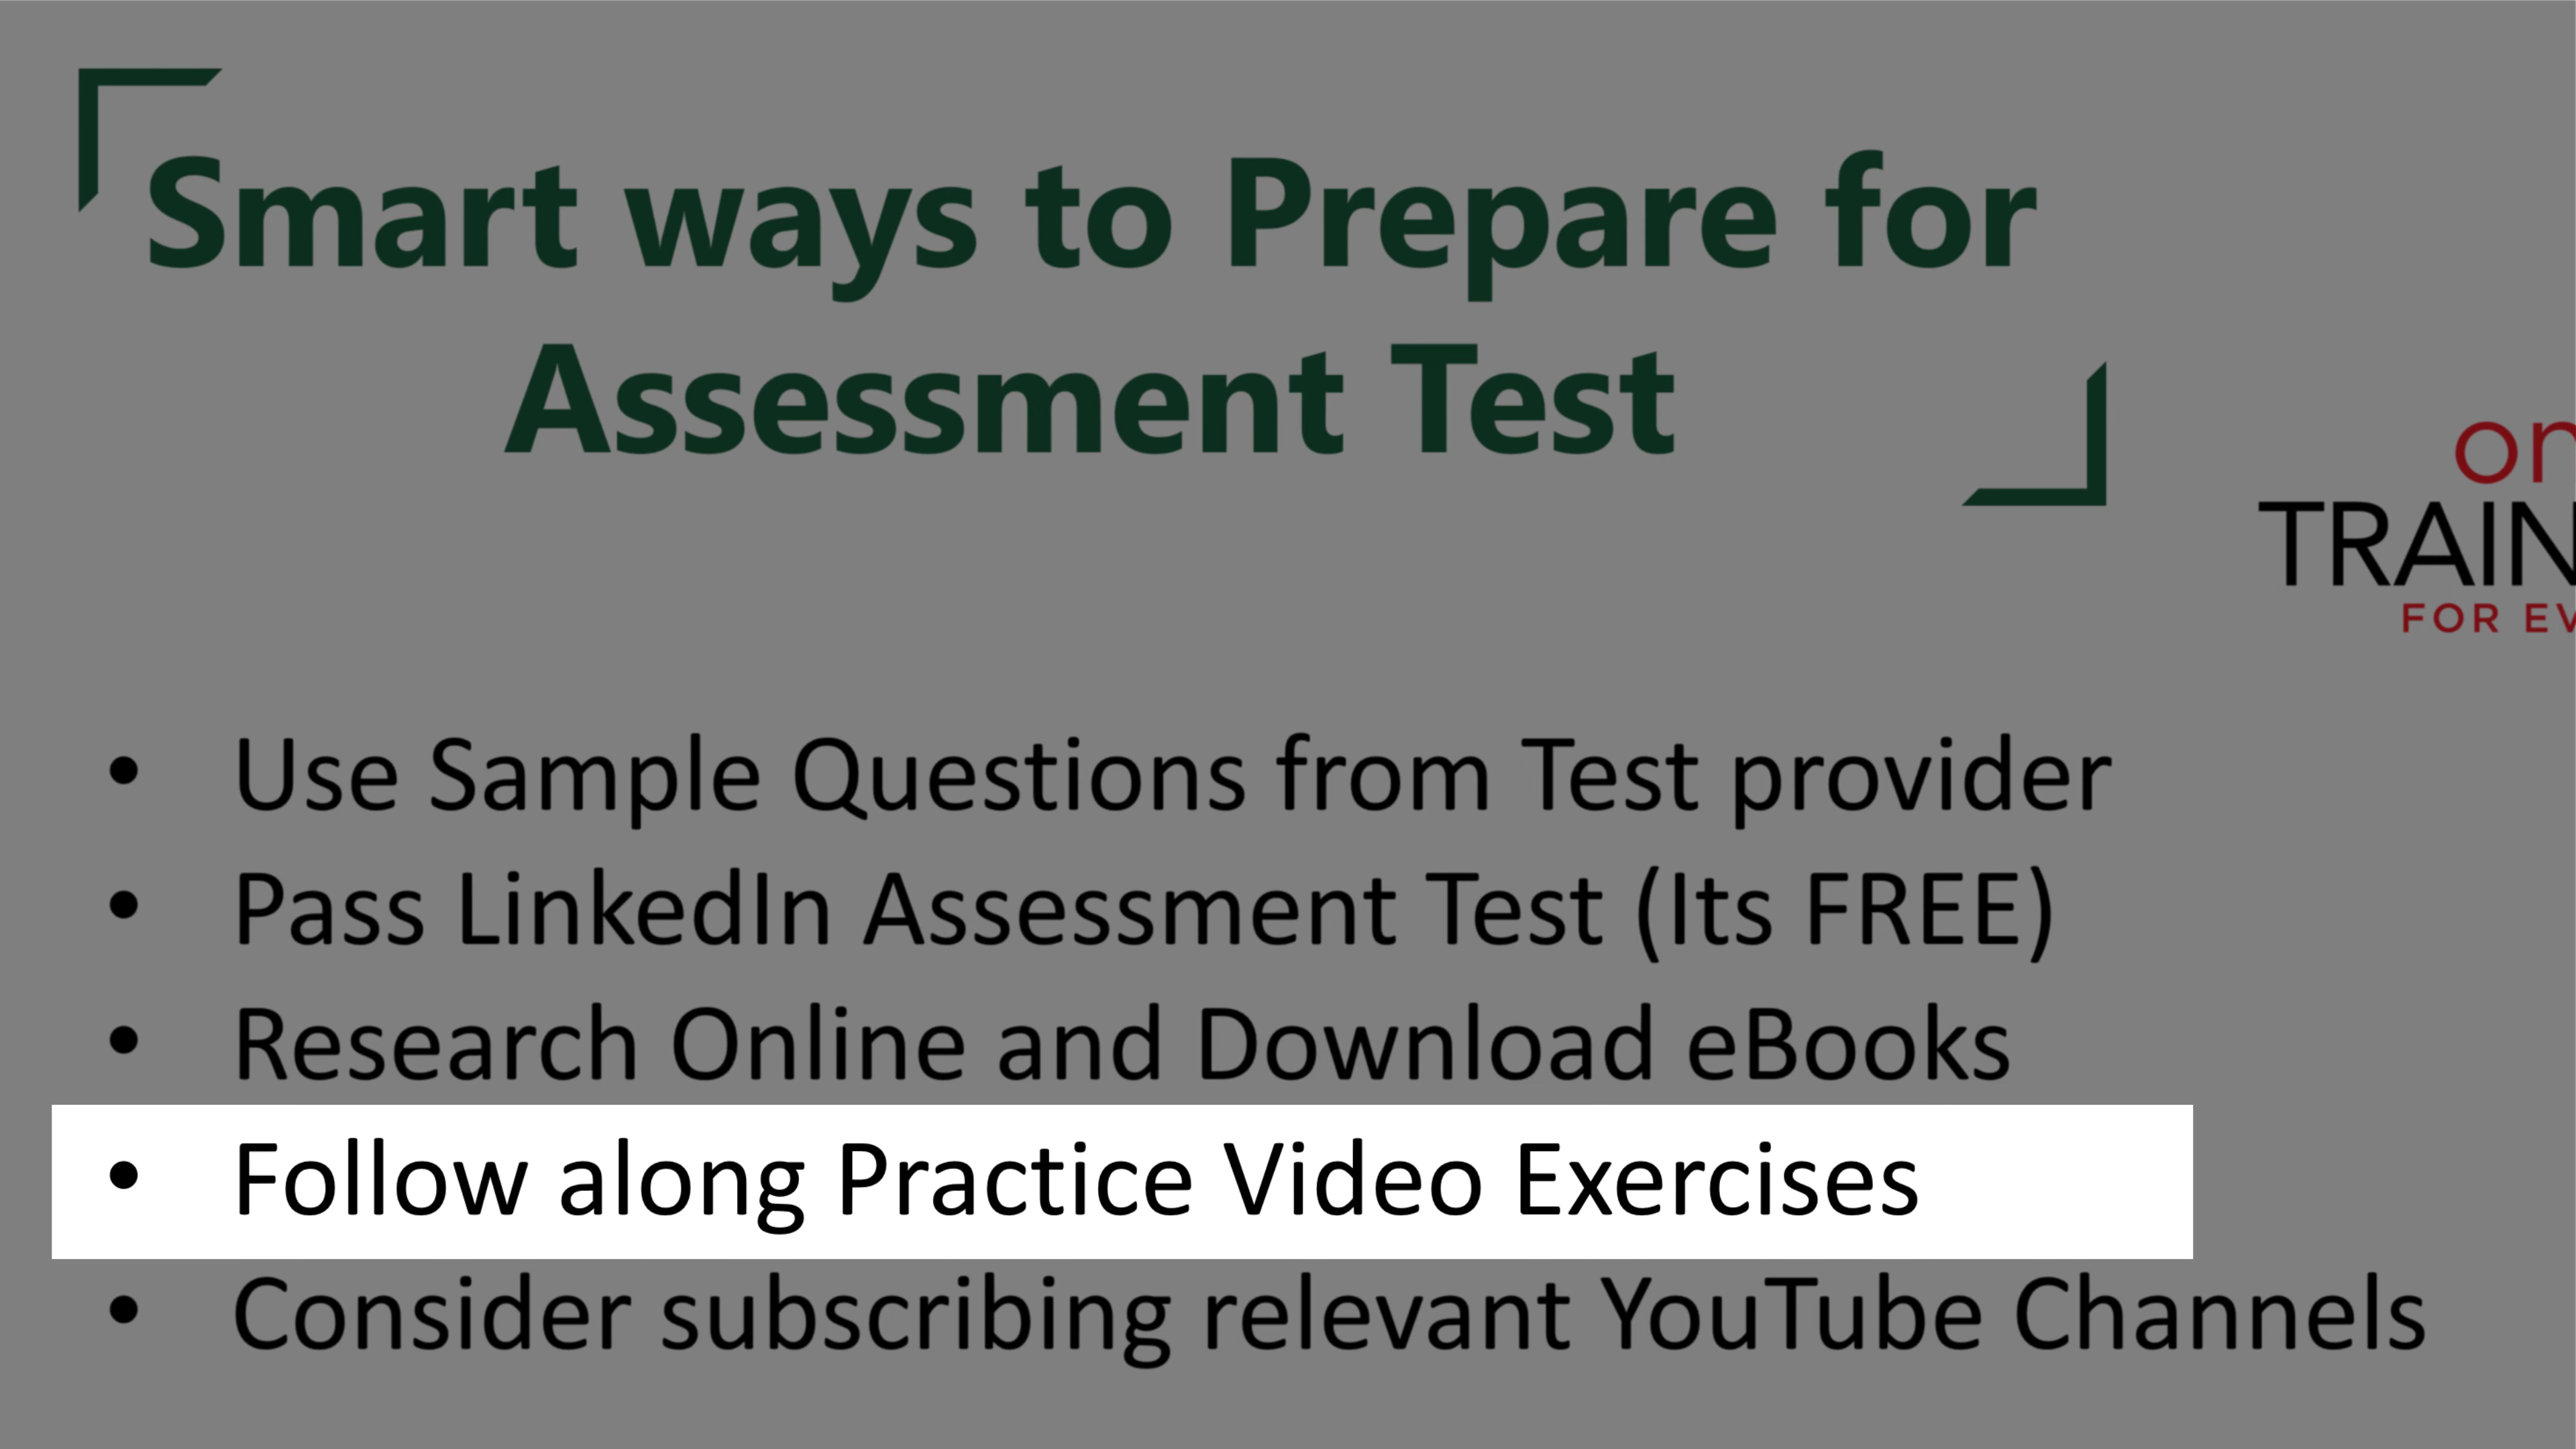 Smart ways to Prepare for
Assessment Test
on
TRAIN
FOR EV
• Use Sample Questions from Test provider
• Pass LinkedIn Assessment Test (Its FREE)
• Research Online and Download eBooks
• Follow along Practice Video Exercises
• Consider subscribing relevant YouTube Channels